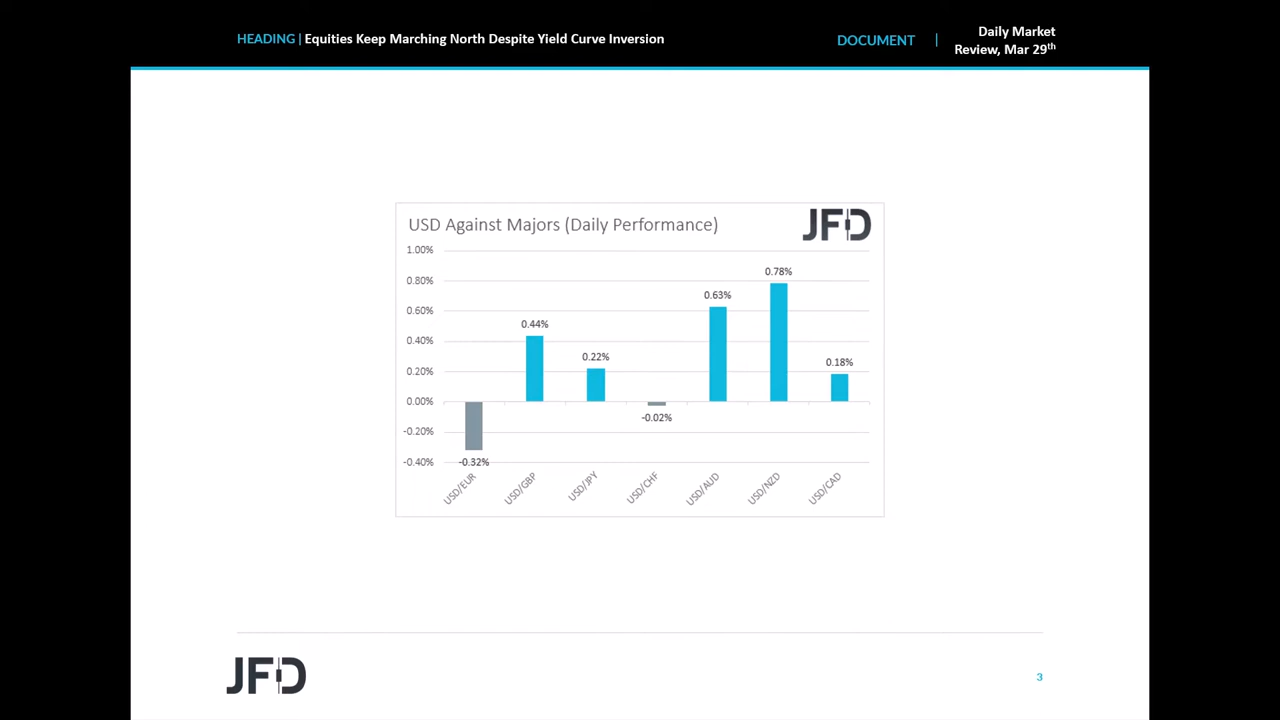 HEADING | Equities Keep Marching North Despite Yield Curve Inversion
DOCUMENT | Daily Market
Review, Mar 29th
USD Against Majors (Daily Performance)
JFD
1.00%
0.80%
0.60%
0.40%
0.20%
0.00%
-0.20%
-0.40%
-0.32%
0.44%
0.22%
-0.02%
0.63%
0.78%
0.18%
USD/EUR
USD/GBP
USD/JPY
USD/CHF
USD/AUD
USD/NZD
USD/CAD
JFD
3